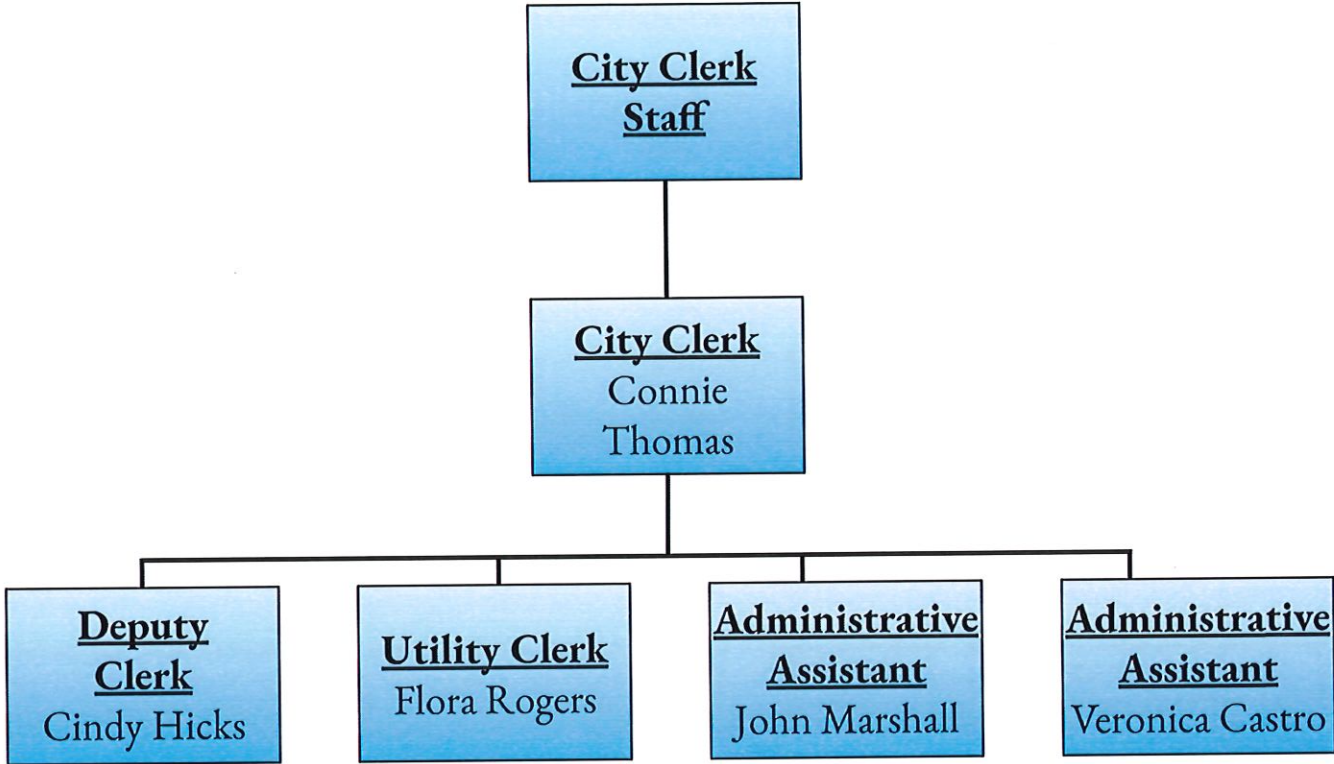 City Clerk
Staff
City Clerk
Connie
Thomas
Deputy
Clerk
Cindy Hicks
Utility Clerk
Flora Rogers
Administrative
Assistant
John Marshall
Administrative
Assistant
Veronica Castro